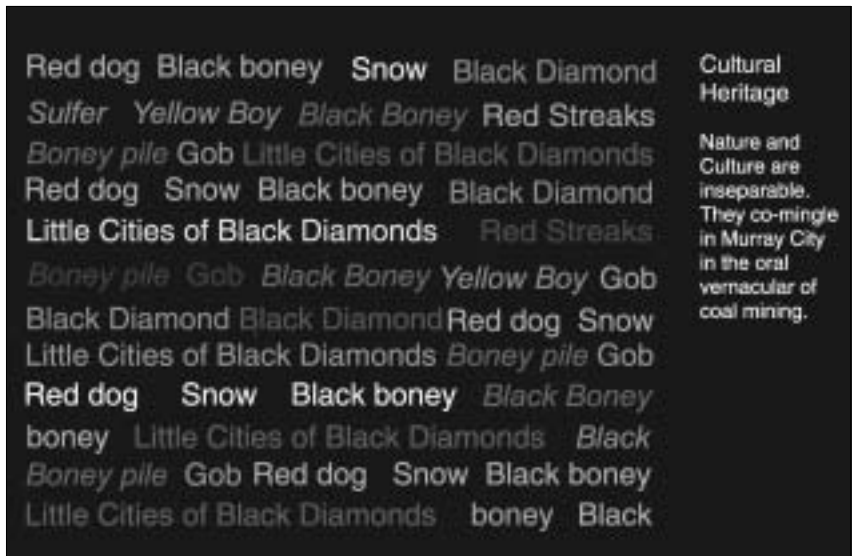 Red dog Black boney Snow Black Diamond
Sulfer Yellow Boy Black Boney Red Streaks
Boney pile Gob Little Cities of Black Diamonds
Red dog Snow Black boney Black Diamond
Little Cities of Black Diamonds Red Streaks
Boney pile Gob Black Boney Yellow Boy Gob
Black Diamond Black Diamond Red dog Snow
Little Cities of Black Diamonds Boney pile Gob
Red dog Snow Black boney Black Boney
boney Little Cities of Black Diamonds Black
Boney pile Gob Red dog Snow Black boney
Little Cities of Black Diamonds boney Black
Cultural
Heritage
Nature and
Culture are
inseparable.
They co-mingle
in Murray City
in the oral
vernacular of
coal mining.